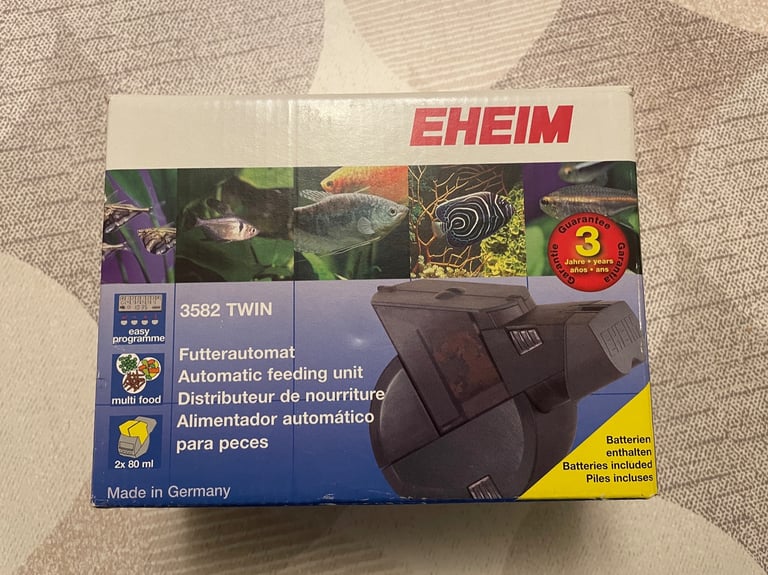 EHEIM
Guarantee
Garantie
Garantia
3
Jahre • years
años • ans
3582 TWIN
easy
programme
Futterautomat
Automatic feeding unit
Distributeur de nourriture
Alimentador automático
para peces
multi food
2x 80 ml
EHEIM
Batterien
enthalten
Batteries included
Piles incluses
Made in Germany